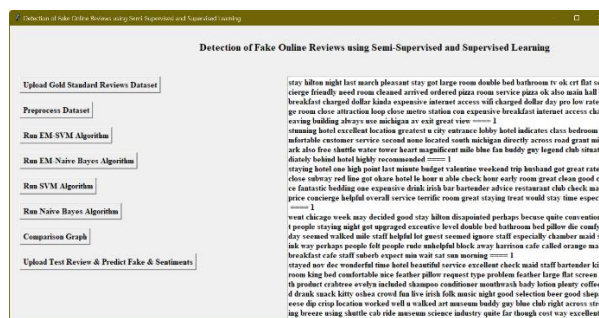 Detection of Fake Online Reviews using Semi-Supervised and Supervised Learning
Detection of Fake Online Reviews using Semi-Supervised and Supervised Learning
Upload Gold Standard Reviews Dataset
Preprocess Dataset
Run EM-SVM Algorithm
Run EM-Naive Bayes Algorithm
Run SVM Algorithm
Run Naive Bayes Algorithm
Comparison Graph
Upload Test Review & Predict Fake & Sentiments
stay hilton night last march pleasant stay got large room double bed bathroom tv ok crt flat
cierge friendly need room cleaned arrived ordered pizza room service pizza ok also main hall
breakfast charged dollar kinda expensive internet access wifi charged dollar day pro low rate
ge room close attraction loop close metro station con expensive breakfast internet access
eaving building always use michigan av exit great view ==== 1
stunning hotel excellent location greatest u city entrance lobby hotel indicates class bedroom
mfortable customer service second none located south michigan directly across road grant
ark also free shuttle water tower heart magnificent mile blue fan buddy guy legend club
diately behind hotel highly recommended ==== 1
staying hotel one high point last minute budget valentine weekend trip husband got great
close subway red line got ohare hotel le hour u able check hour early room great clean good
ce fantastic bedding one expensive drink irish bar bartender advice restaurant club check
price concierge helpful overall service terrific room great staying treat would stay time
==== 1
went chicago week may decided good stay hilton disapointed perhaps becuse quite
t people staying night got upgraged excentive level double bed bathroom bed pillow die
day seemed walked mile staff helpful lot guest seemed ignore staff especially chamber maid
ink way perhaps people felt people rude unhelpful block away harrison cafe called orange
breakfast cafe staff suberb expect min wait sat sun morning ==== 1
stayed nov dec wonderful time hotel beautiful service excellent check maid staff bartender
room king bed comfortable nice feather pillow request type problem feather large flat screen
th product crabtree evelyn included shampoo conditioner mouthwash bady lotion plenty
d drank snack kitty oshea crowd fun live irish folk music night good selection beer good
eese dip crisp location worked well u walked art museum buddy guy blue club right across
ing breeze using shuttle cab ride museum science industry quite far though cost way